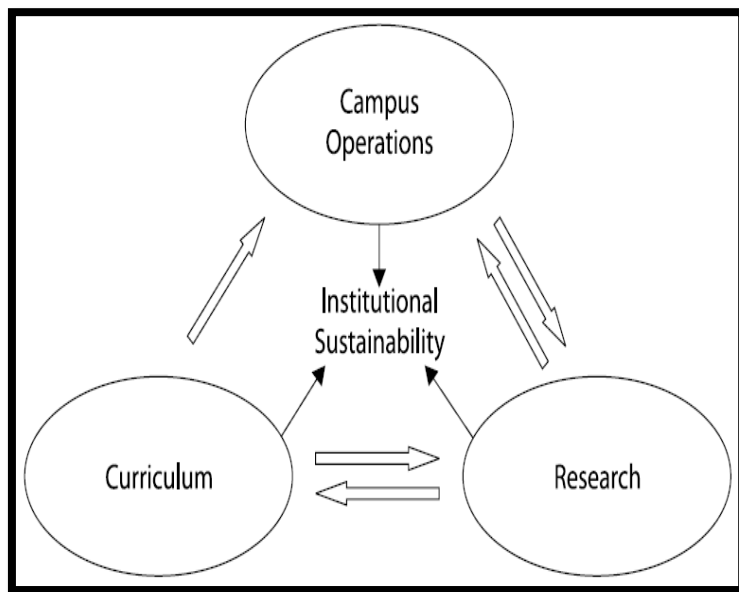 Campus
Operations
Institutional
Sustainability
Curriculum
Research